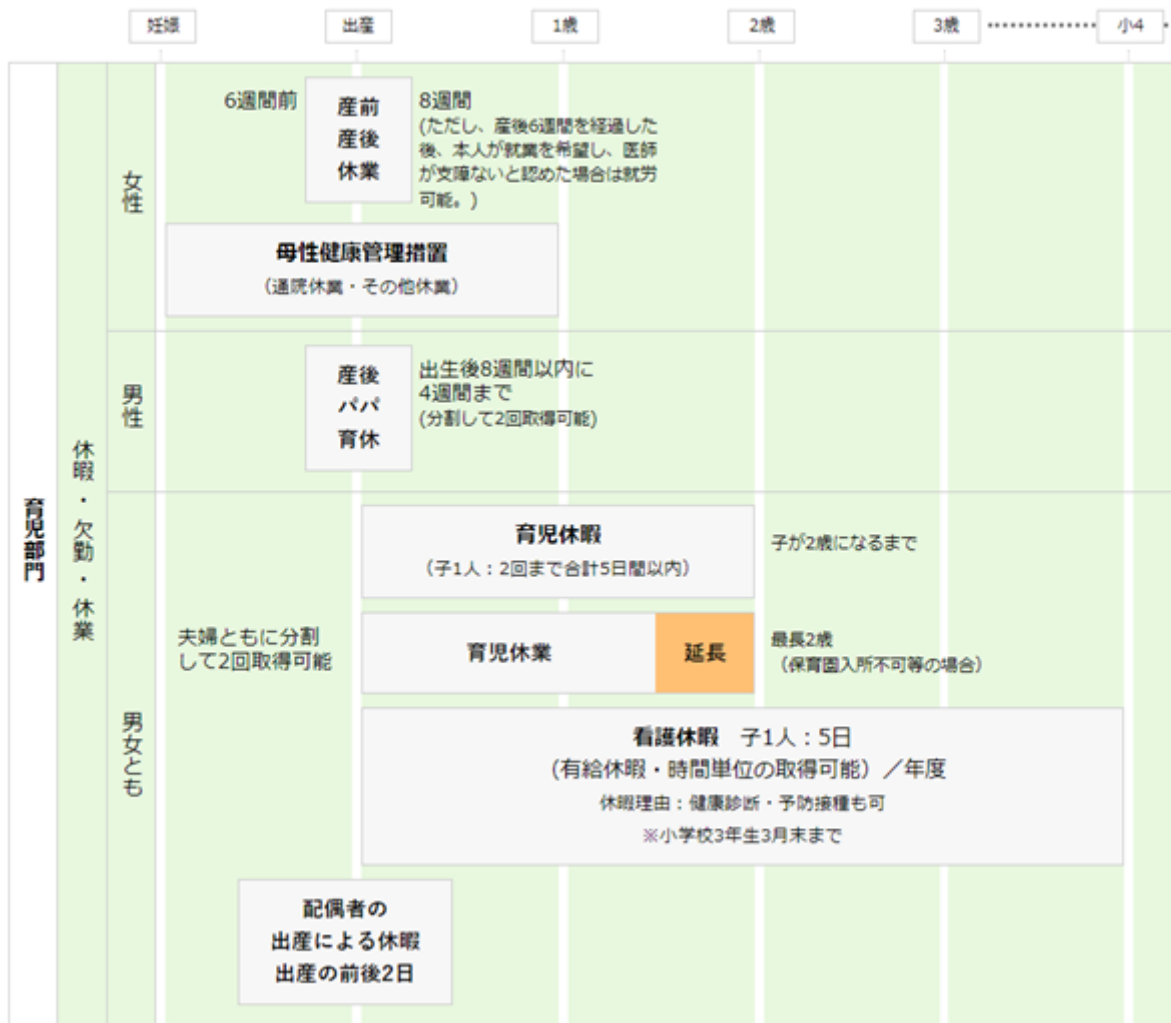 妊娠
出産
1歳
2歳
3歳
小4
育児部門
休暇・欠勤・休業
女性
6週間前
産前
産後
休業
8週間
(ただし、産後6週間を経過した
後、本人が就業を希望し、医師
が支障ないと認めた場合は就労
可能。)
母性健康管理措置
（通院休業・その他休業）
男性
産後
パパ
育休
出生後8週間以内に
4週間まで
(分割して2回取得可能)
男女とも
育児休暇
（子1人：2回まで合計5日間以内）
子が2歳になるまで
夫婦ともに分割
して2回取得可能
育児休業
延長
最長2歳
（保育園入所不可等の場合）
看護休暇　子1人：5日
（有給休暇・時間単位の取得可能）／年度
休暇理由：健康診断・予防接種も可
※小学校3年生3月末まで
配偶者の
出産による休暇
出産の前後2日